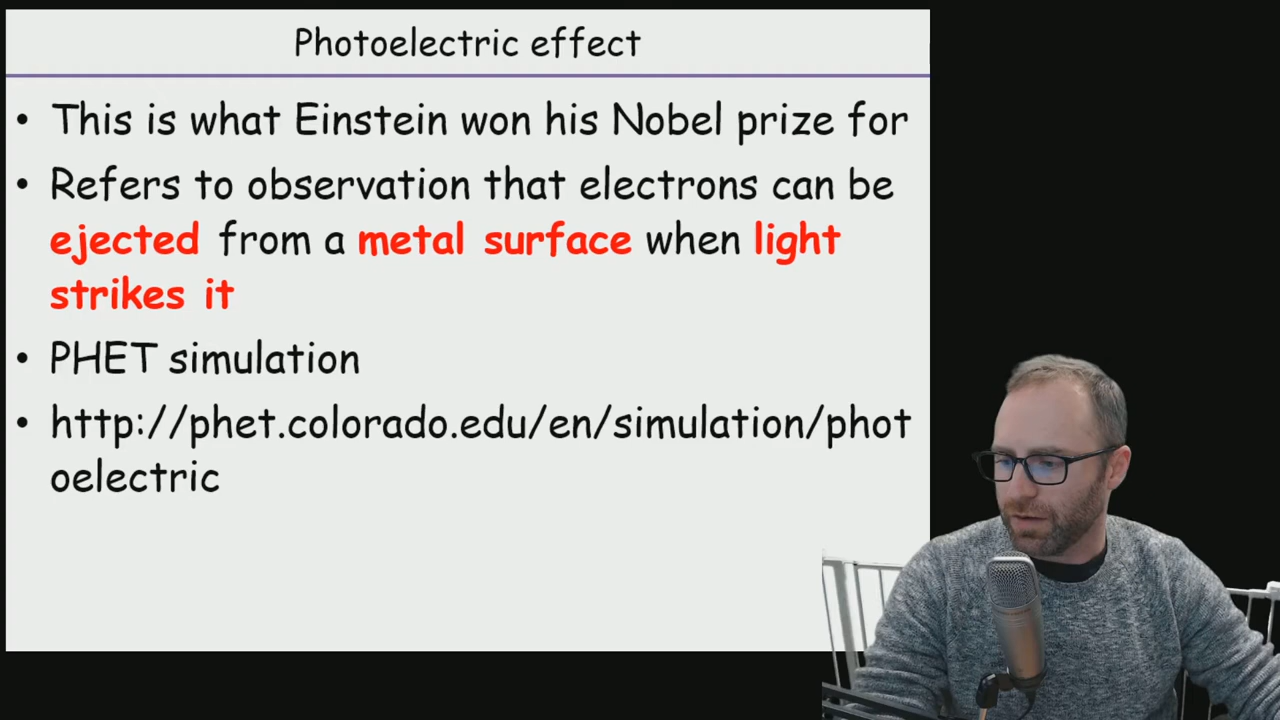 Photoelectric effect
• This is what Einstein won his Nobel prize for
• Refers to observation that electrons can be
ejected from a metal surface when light
strikes it
• PHET simulation
• http://phet.colorado.edu/en/simulation/phot
oelectric